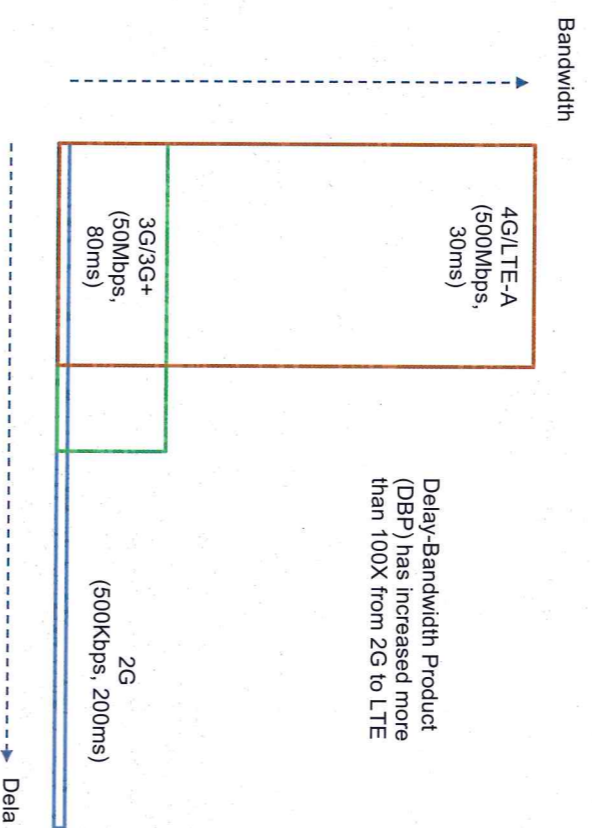 Bandwidth
4G/LTE-A
(500Mbps,
30ms)
Delay-Bandwidth Product
(DBP) has increased more
than 100X from 2G to LTE
3G/3G+
(50Mbps,
80ms)
2G
(500Kbps, 200ms)
Dela